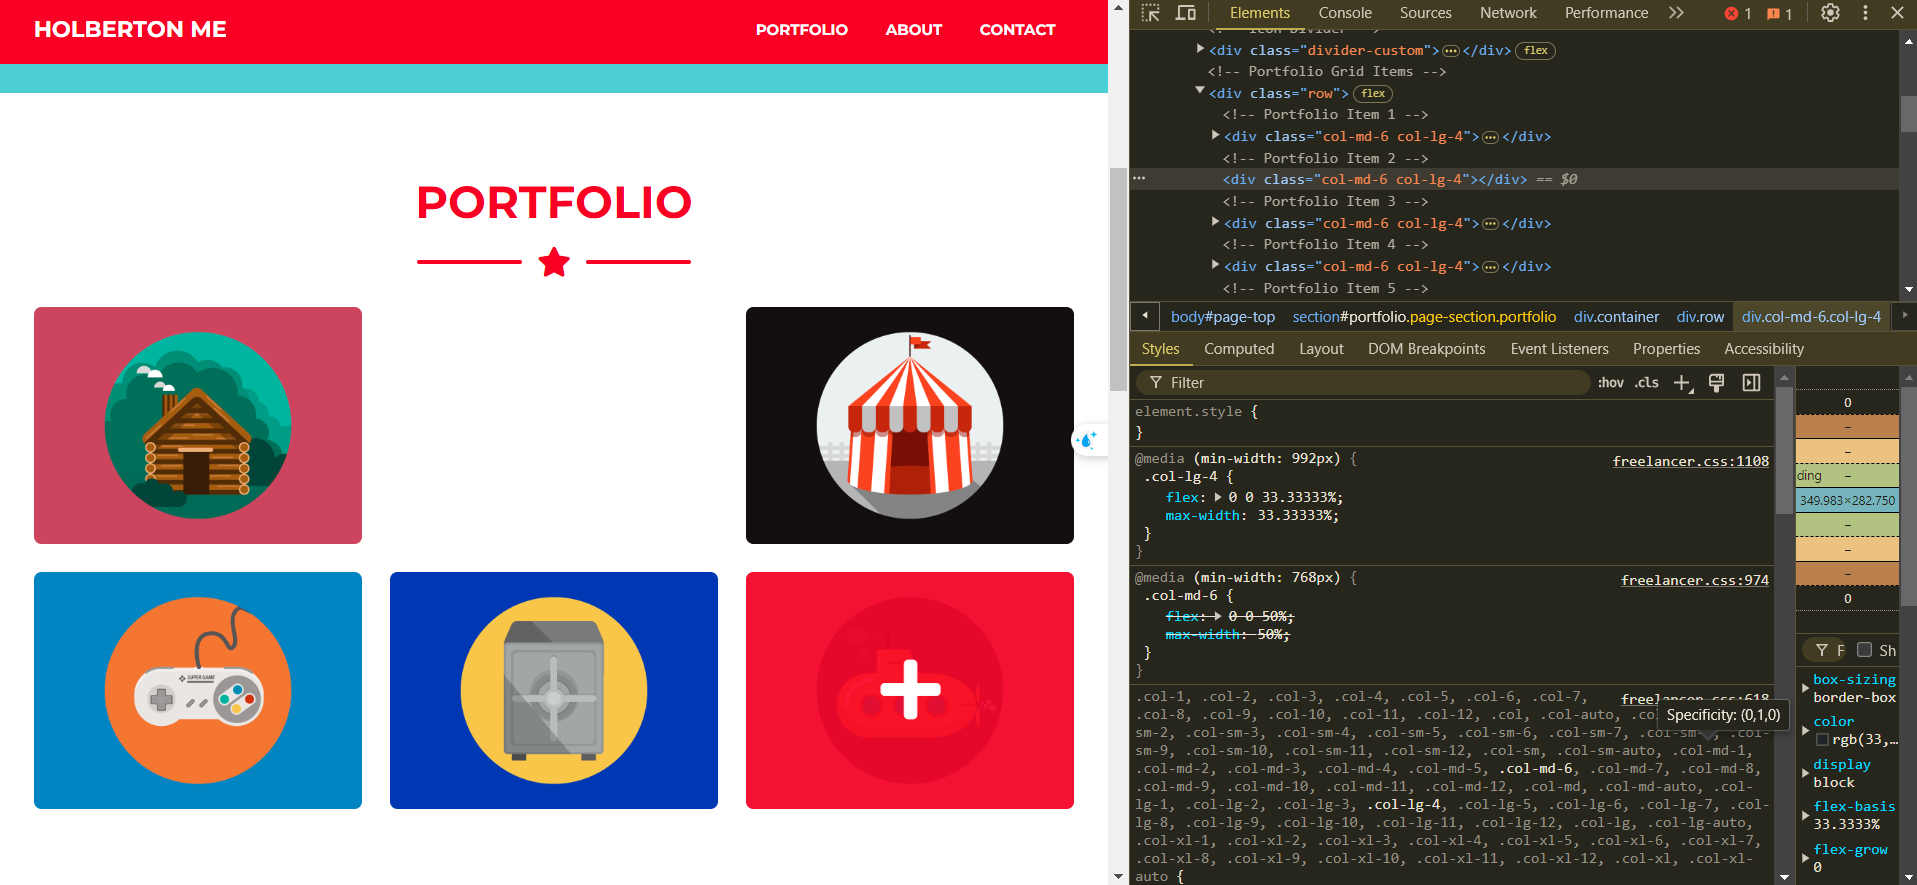 HOLBERTON ME
PORTFOLIO ABOUT CONTACT
PORTFOLIO
SUPER GAME
Elements Console Sources Network Performance 1 1
<div class="divider-custom">…</div> flex
<!-- Portfolio Grid Items -->
<div class="row"> flex
<!-- Portfolio Item 1 -->
<div class="col-md-6 col-lg-4">…</div>
<!-- Portfolio Item 2 -->
<div class="col-md-6 col-lg-4"></div> == $0
<!-- Portfolio Item 3 -->
<div class="col-md-6 col-lg-4">…</div>
<!-- Portfolio Item 4 -->
<div class="col-md-6 col-lg-4">…</div>
<!-- Portfolio Item 5 -->
body#page-top section#portfolio.page-section.portfolio div.container div.row div.col-md-6.col-lg-4
Styles Computed Layout DOM Breakpoints Event Listeners Properties Accessibility
Filter :hov .cls
element.style {
}
@media (min-width: 992px) { freelancer.css:1108
.col-lg-4 {
flex: 0 0 33.33333%;
max-width: 33.33333%;
}
}
@media (min-width: 768px) { freelancer.css:974
.col-md-6 {
flex: 0 0 50%;
max-width: 50%;
}
}
.col-1, .col-2, .col-3, .col-4, .col-5, .col-6, .col-7, freelancer.css:618
.col-8, .col-9, .col-10, .col-11, .col-12, .col, .col-auto,
Specificity: (0,1,0)
sm-2, .col-sm-3, .col-sm-4, .col-sm-5, .col-sm-6, .col-sm-7, .col-sm-8, .col-
sm-9, .col-sm-10, .col-sm-11, .col-sm-12, .col-sm, .col-sm-auto, .col-md-1,
.col-md-2, .col-md-3, .col-md-4, .col-md-5, .col-md-6, .col-md-7, .col-md-8,
.col-md-9, .col-md-10, .col-md-11, .col-md-12, .col-md, .col-md-auto, .col-
lg-1, .col-lg-2, .col-lg-3, .col-lg-4, .col-lg-5, .col-lg-6, .col-lg-7, .col-
lg-8, .col-lg-9, .col-lg-10, .col-lg-11, .col-lg-12, .col-lg, .col-lg-auto,
.col-xl-1, .col-xl-2, .col-xl-3, .col-xl-4, .col-xl-5, .col-xl-6, .col-xl-7,
.col-xl-8, .col-xl-9, .col-xl-10, .col-xl-11, .col-xl-12, .col-xl, .col-xl-
auto {
0
–
–
ding –
349.983×282.750
–
–
–
0
F Sh
box-sizing
border-box
color
rgb(33,…
display
block
flex-basis
33.3333%
flex-grow
0